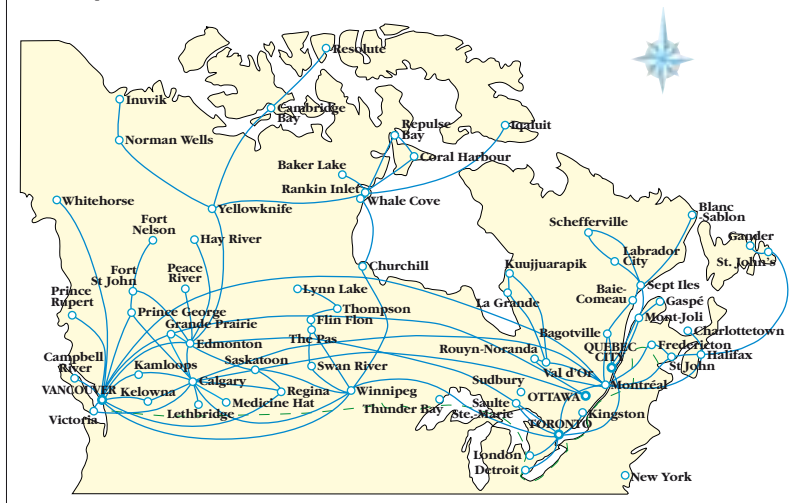 Resolute
Inuvik
Cambridge
Bay
Repulse
Bay
Iqaluit
Norman Wells
Baker Lake
Coral Harbour
Rankin Inlet
Whale Cove
Whitehorse
Yellowknife
Blanc
-Sablon
Fort
Nelson
Hay River
Schefferville
Gander
Labrador
City
St. John's
Fort
St John
Peace
River
Churchill
Kuujjuarapik
Sept Iles
Prince
Rupert
Lynn Lake
La Grande
Baie-
Comeau
Gaspé
Prince George
Thompson
Mont-Joli
Grande Prairie
Flin Flon
Bagotville
Charlottetown
Edmonton
The Pas
Rouyn-Noranda
QUEBEC
CITY
Fredericton
Halifax
Campbell
River
Kamloops
Saskatoon
Swan River
Val d'Or
St John
VANCOUVER
Calgary
Sudbury
Montréal
Kelowna
Regina
Winnipeg
OTTAWA
Victoria
Lethbridge
Medicine Hat
Thunder Bay
Saulte
Ste.-Marie
Kingston
TORONTO
London
Detroit
New York